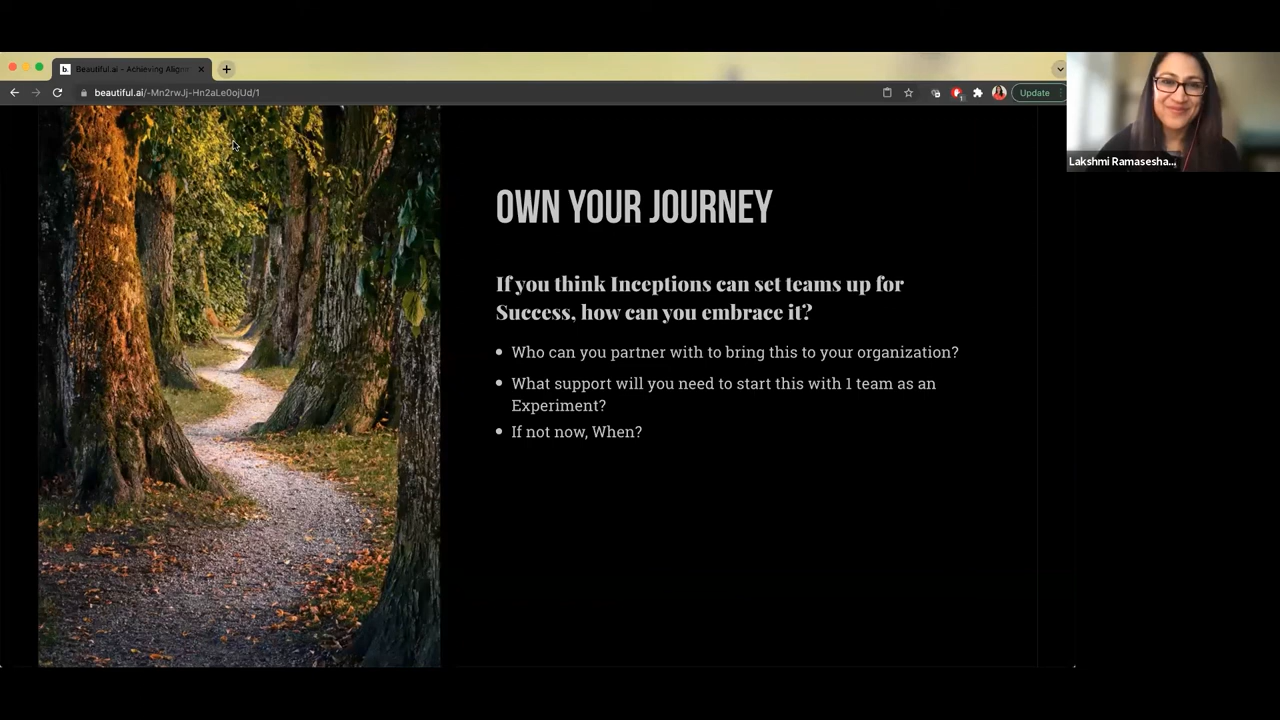 Beautiful.ai - Achieving Alignm
beautiful.ai/-Mn2rwJj-Hn2aLe0ojUd/1
Update
Lakshmi Ramasesha...
OWN YOUR JOURNEY
If you think Inceptions can set teams up for
Success, how can you embrace it?
• Who can you partner with to bring this to your organization?
• What support will you need to start this with 1 team as an
Experiment?
• If not now, When?